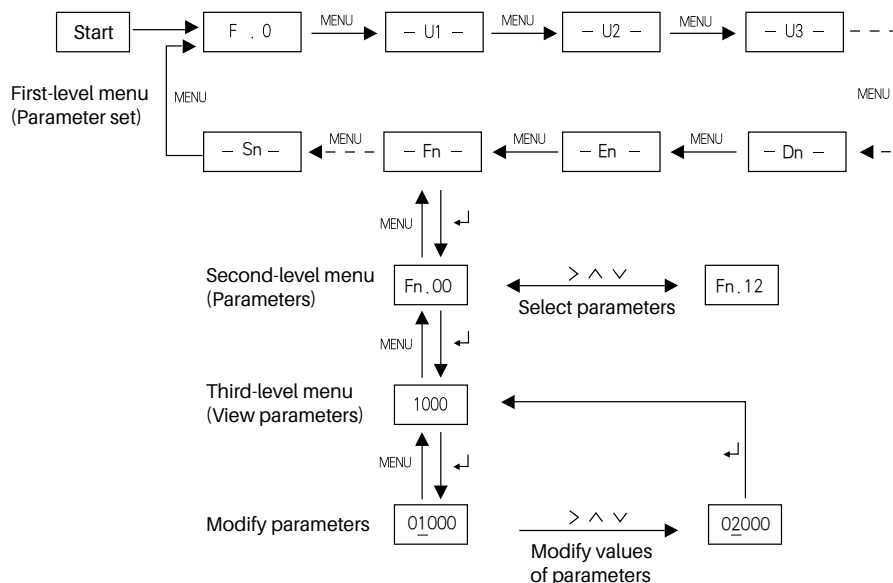 Start
F . 0
MENU
– U1 –
MENU
– U2 –
MENU
– U3 –
First-level menu
(Parameter set)
MENU
MENU
– Sn –
MENU
– Fn –
MENU
– En –
MENU
– Dn –
MENU
Second-level menu
(Parameters)
Fn.00
Select parameters
Fn.12
MENU
Third-level menu
(View parameters)
1000
MENU
Modify parameters
01000
Modify values
of parameters
02000